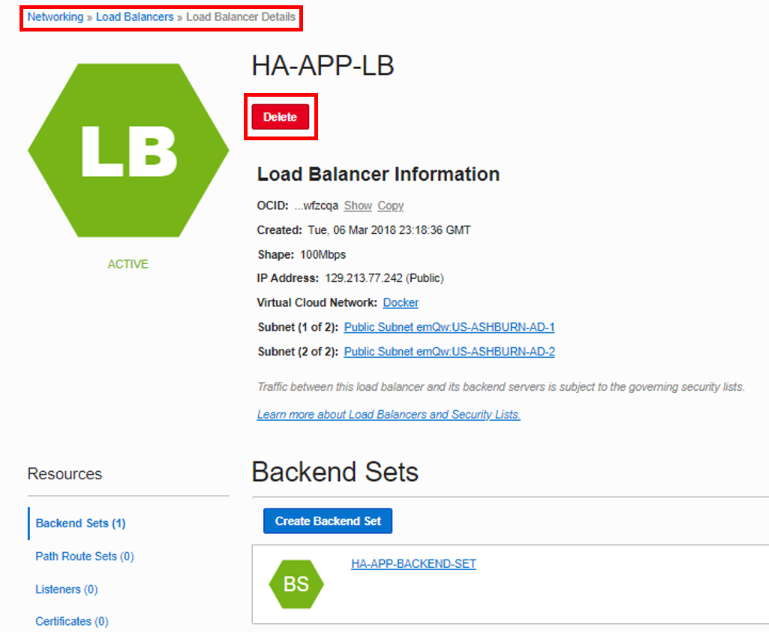 Networking » Load Balancers » Load Balancer Details
HA-APP-LB
LB
Delete
Load Balancer Information
OCID: ...wfzcqa Show Copy
Created: Tue, 06 Mar 2018 23:18:36 GMT
Shape: 100Mbps
IP Address: 129.213.77.242 (Public)
Virtual Cloud Network: Docker
Subnet (1 of 2): Public Subnet emQw:US-ASHBURN-AD-1
Subnet (2 of 2): Public Subnet emQw:US-ASHBURN-AD-2
ACTIVE
Traffic between this load balancer and its backend servers is subject to the governing security lists.
Learn more about Load Balancers and Security Lists.
Resources
Backend Sets (1)
Path Route Sets (0)
Listeners (0)
Certificates (0)
Backend Sets
Create Backend Set
BS
HA-APP-BACKEND-SET